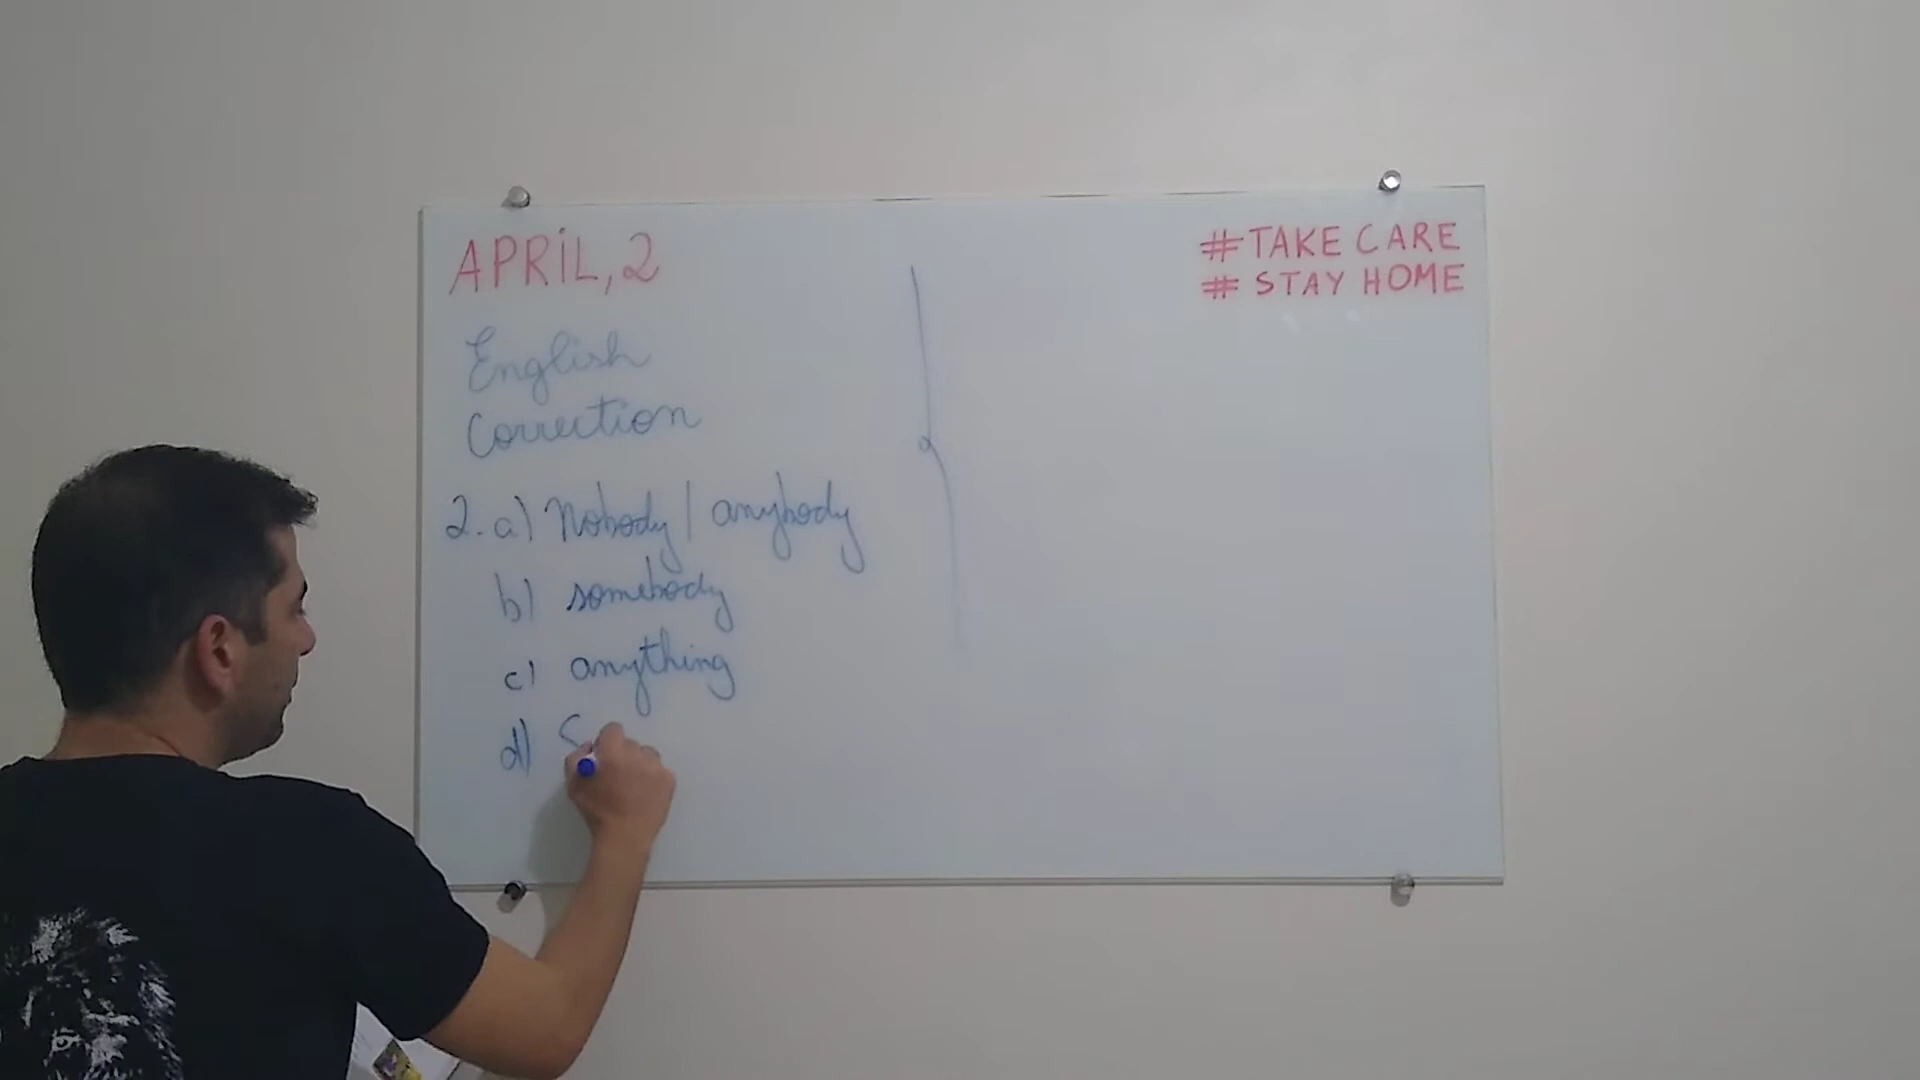 APRIL, 2
# TAKE CARE
# STAY HOME
English
Correction
2. a) Nobody / anybody
b) somebody
c) anything
d) S